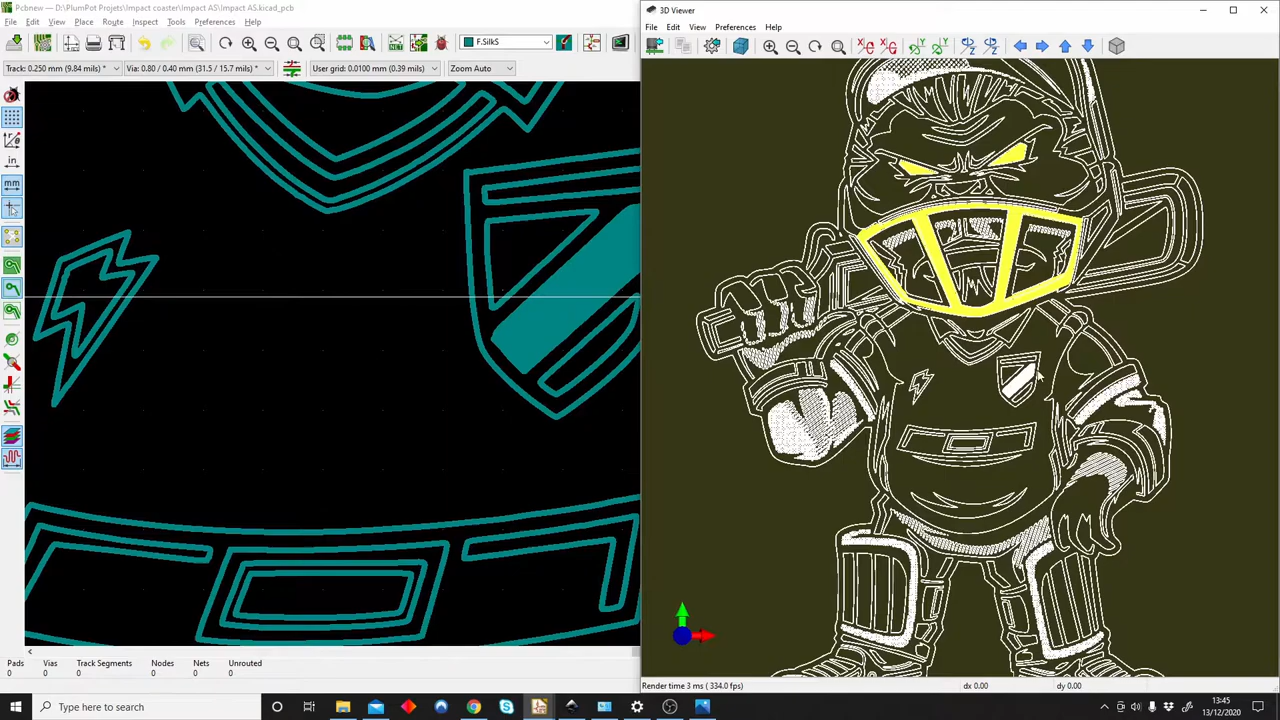 Pcbnew — D:\PlumPot Projets\Impact coaster\Impact AS\Impact AS.kicad_pcb
File Edit View Place Route Inspect Tools Preferences Help
F.SilkS
Track: 0.250 mm (9.84 mils)
Via: 0.80 / 0.40 mm (31.5 / 15.7 mils)
User grid: 0.0100 mm (0.39 mils)
Zoom Auto
in
mm
Pads Vias Track Segments Nodes Nets Unrouted
0 0 0 0 0 0
3D Viewer
File Edit View Preferences Help
Render time 3 ms ( 334.0 fps)
dx 0.00
dy 0.00
Type here to search
13:45
13/12/2020